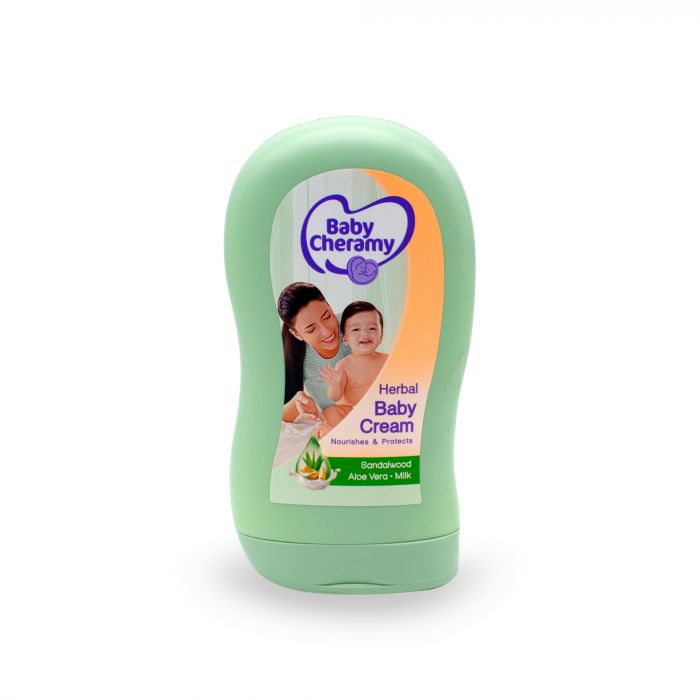 Baby
Cheramy
Herbal
Baby
Cream
Nourishes & Protects
Sandalwood
Aloe Vera • Milk